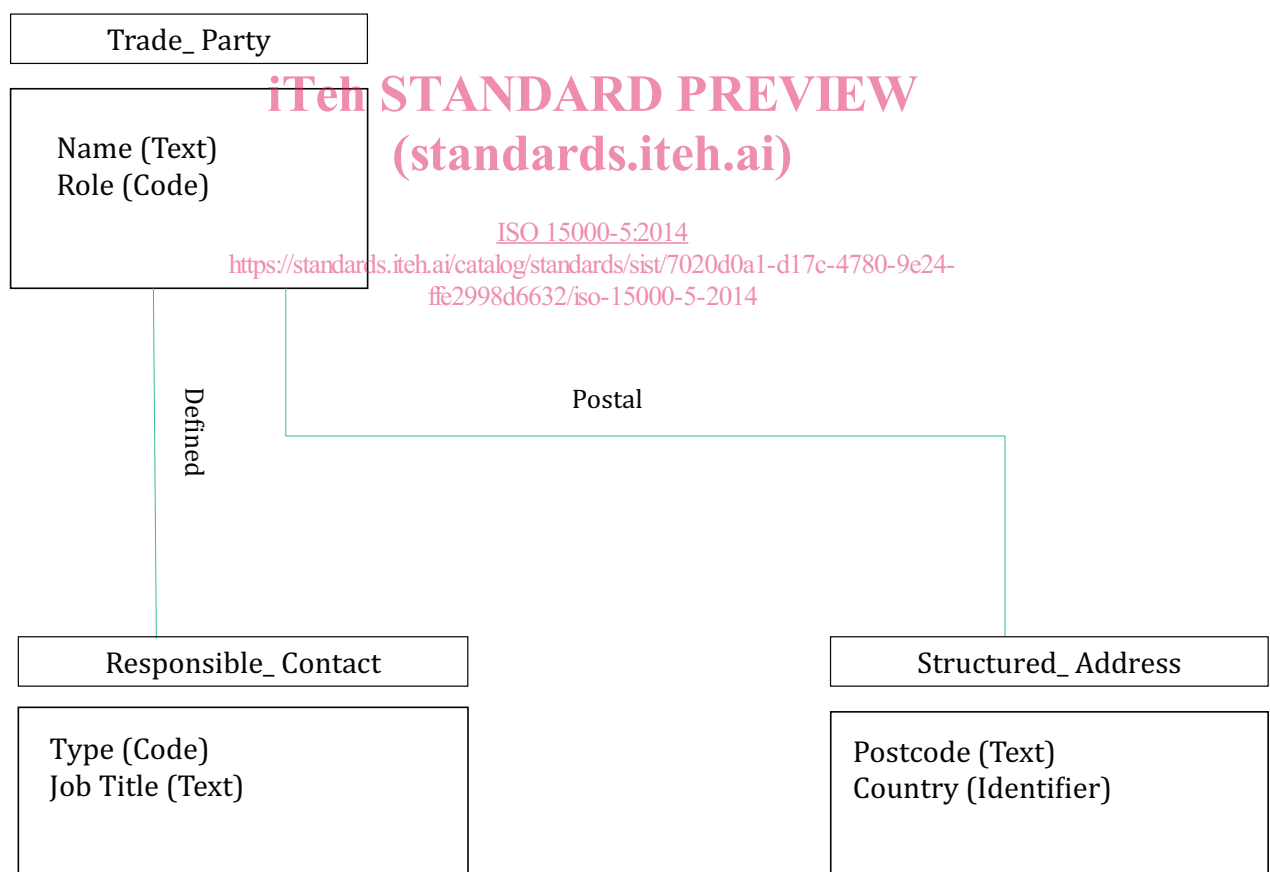 Trade_ Party
iTeh STANDARD PREVIEW
(standards.iteh.ai)
Name (Text)
Role (Code)
ISO 15000-5:2014
https://standards.iteh.ai/catalog/standards/sist/7020d0a1-d17c-4780-9e24-
ffe2998d6632/iso-15000-5-2014
Defined
Postal
Responsible_ Contact
Structured_ Address
Type (Code)
Job Title (Text)
Postcode (Text)
Country (Identifier)